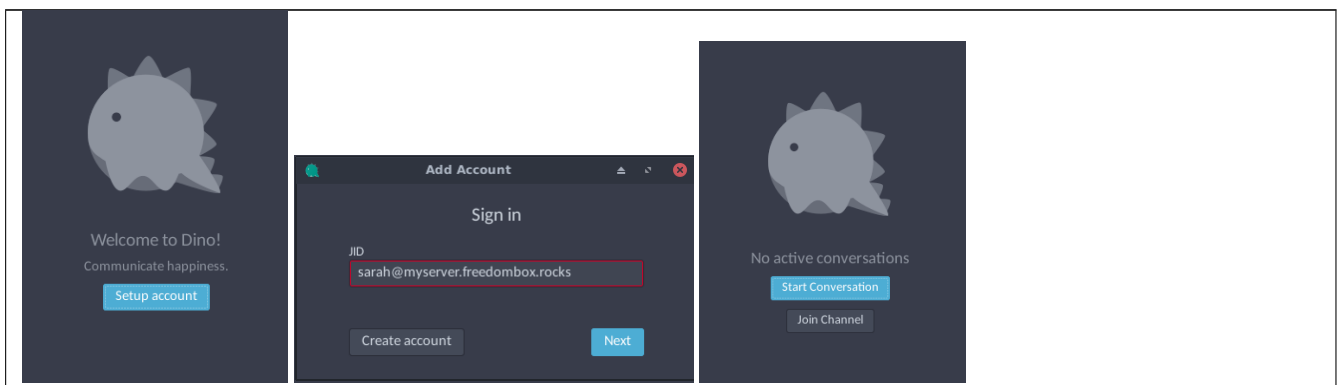 Welcome to Dino!
Communicate happiness.
Setup account
Add Account
Sign in
JID
sarah@myserver.freedombox.rocks
Create account
Next
No active conversations
Start Conversation
Join Channel